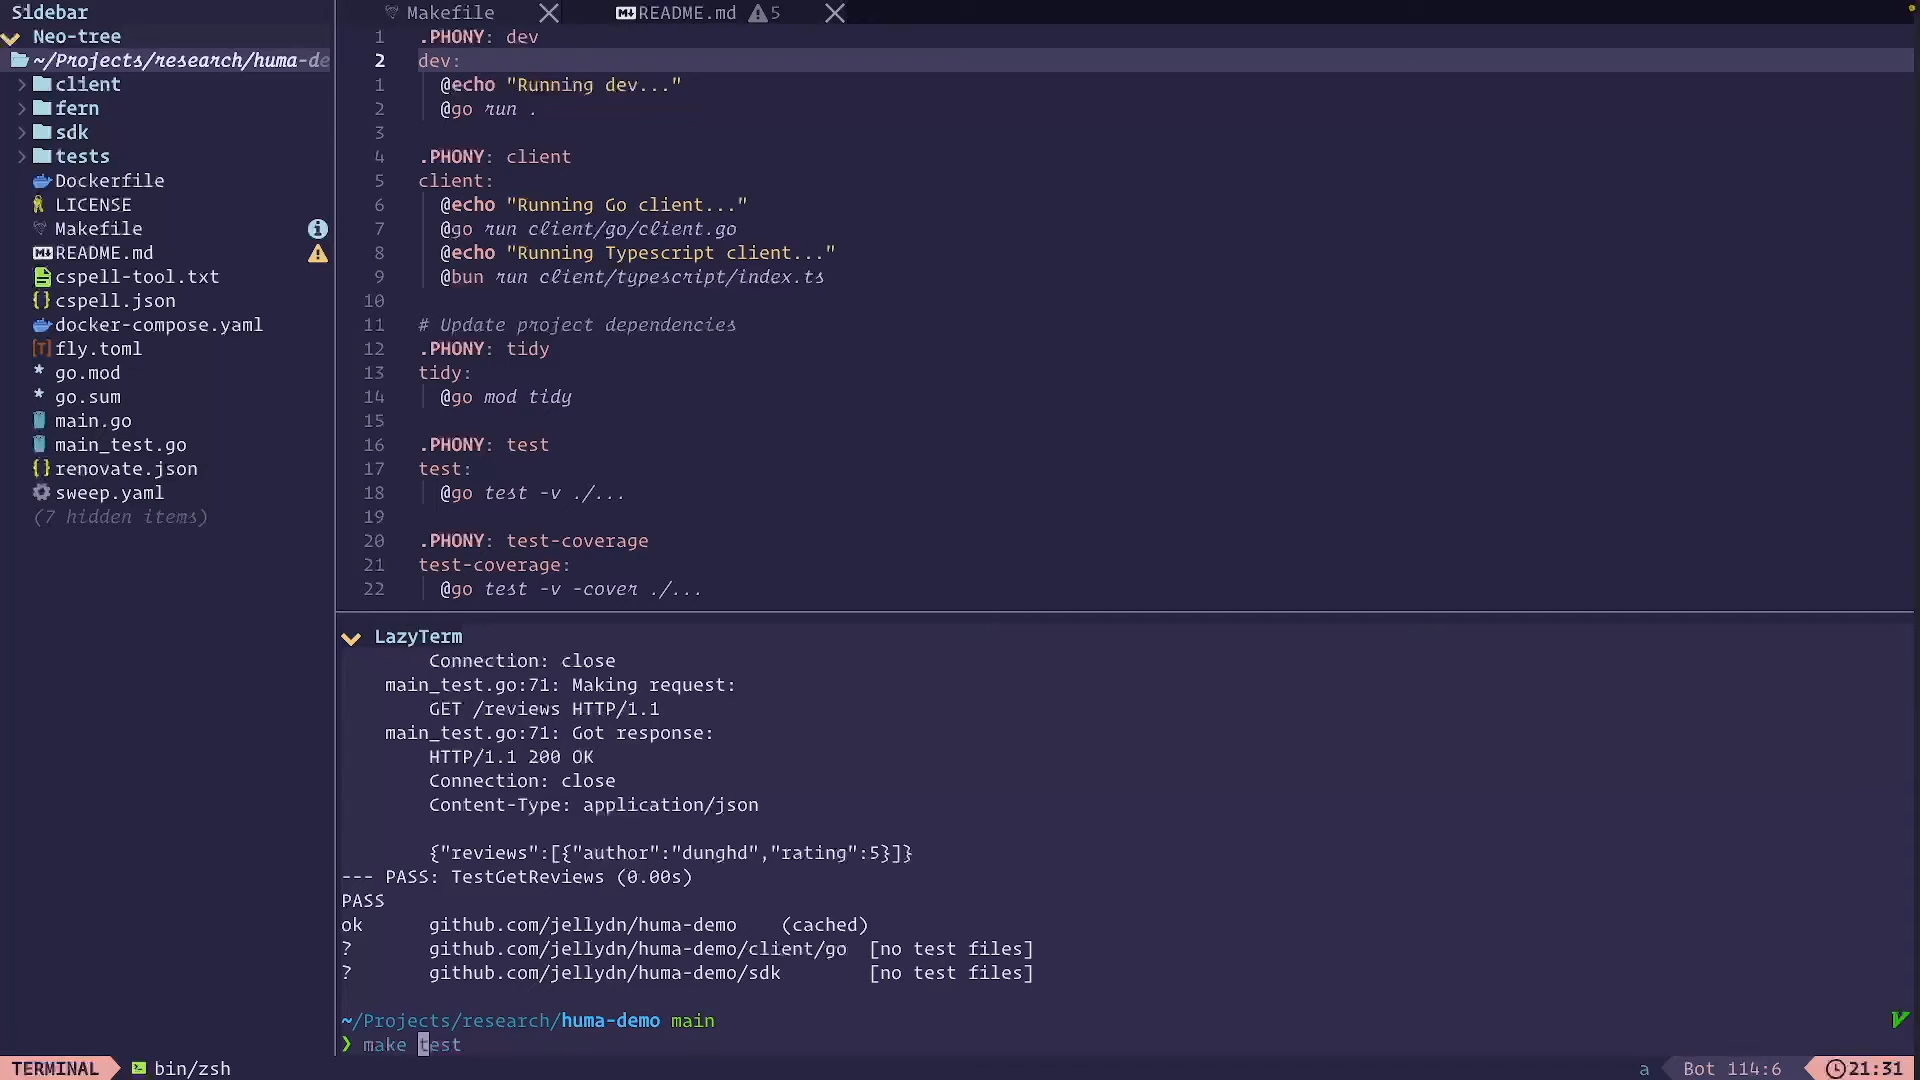 Sidebar
Neo-tree
~/Projects/research/huma-de
client
fern
sdk
tests
Dockerfile
LICENSE
Makefile
README.md
cspell-tool.txt
cspell.json
docker-compose.yaml
fly.toml
go.mod
go.sum
main.go
main_test.go
renovate.json
sweep.yaml
(7 hidden items)
Makefile README.md 5
1 .PHONY: dev
2 dev:
1 @echo "Running dev..."
2 @go run .
3
4 .PHONY: client
5 client:
6 @echo "Running Go client..."
7 @go run client/go/client.go
8 @echo "Running Typescript client..."
9 @bun run client/typescript/index.ts
10
11 # Update project dependencies
12 .PHONY: tidy
13 tidy:
14 @go mod tidy
15
16 .PHONY: test
17 test:
18 @go test -v ./...
19
20 .PHONY: test-coverage
21 test-coverage:
22 @go test -v -cover ./...
LazyTerm
Connection: close
main_test.go:71: Making request:
GET /reviews HTTP/1.1
main_test.go:71: Got response:
HTTP/1.1 200 OK
Connection: close
Content-Type: application/json
{"reviews":[{"author":"dunghd","rating":5}]}
--- PASS: TestGetReviews (0.00s)
PASS
ok github.com/jellydn/huma-demo (cached)
? github.com/jellydn/huma-demo/client/go [no test files]
? github.com/jellydn/huma-demo/sdk [no test files]
~/Projects/research/huma-demo main
❯ make test
TERMINAL bin/zsh a Bot 114:6 21:31